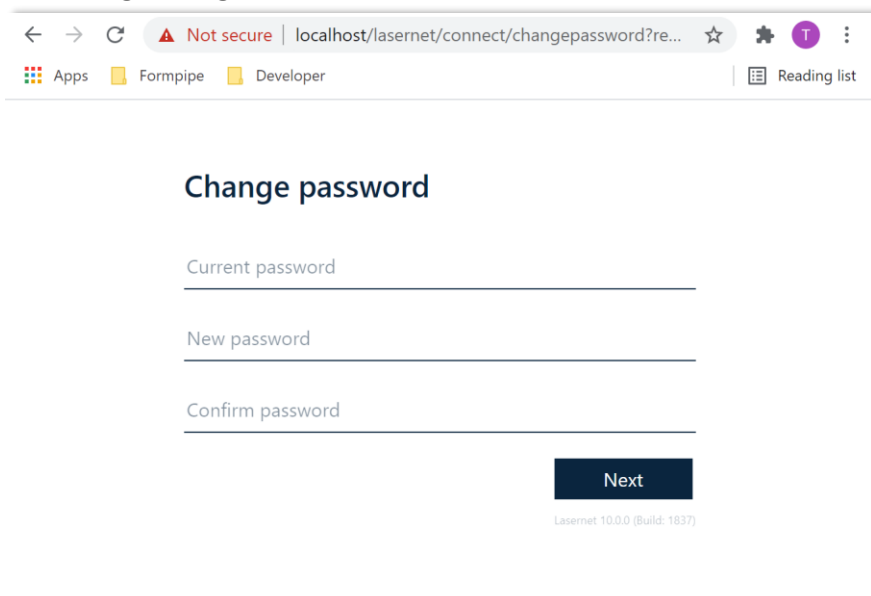 Not secure | localhost/lasernet/connect/changepassword?re...
T
Apps Formpipe Developer Reading list
Change password
Current password
New password
Confirm password
Next
Lasernet 10.0.0 (Build: 1837)